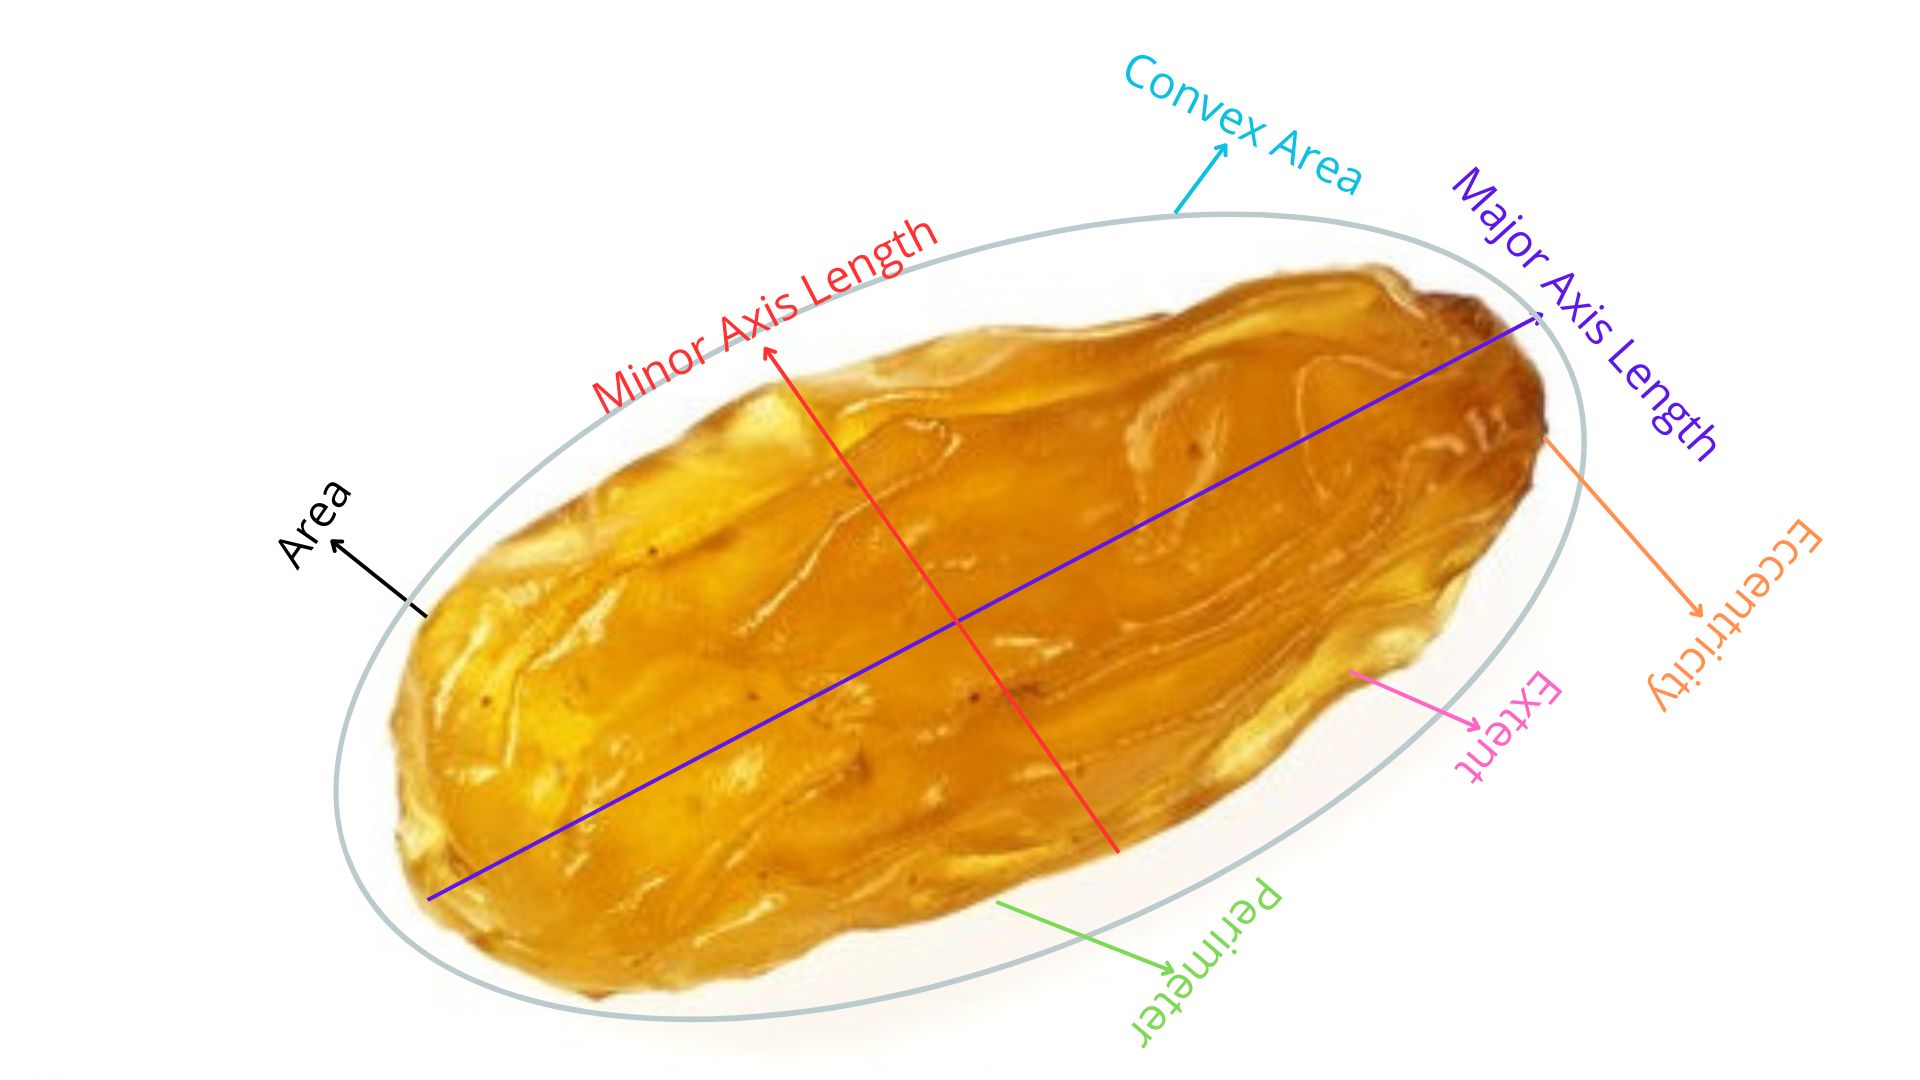 Convex Area
Major Axis Length
Minor Axis Length
Area
Eccentricity
Extent
Perimeter